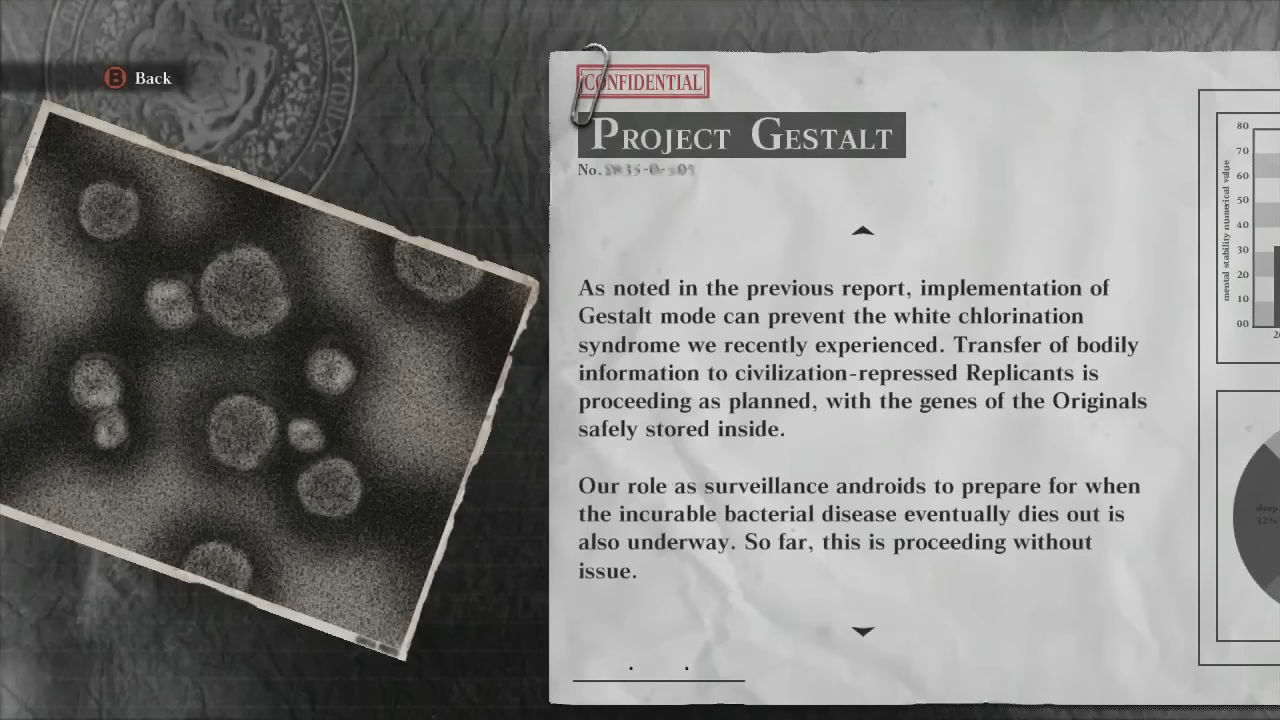 B Back
CONFIDENTIAL
PROJECT GESTALT
No.
As noted in the previous report, implementation of
Gestalt mode can prevent the white chlorination
syndrome we recently experienced. Transfer of bodily
information to civilization-repressed Replicants is
proceeding as planned, with the genes of the Originals
safely stored inside.
Our role as surveillance androids to prepare for when
the incurable bacterial disease eventually dies out is
also underway. So far, this is proceeding without
issue.
mental stability numerical value
80
70
60
50
40
30
20
10
00
sleep
32%